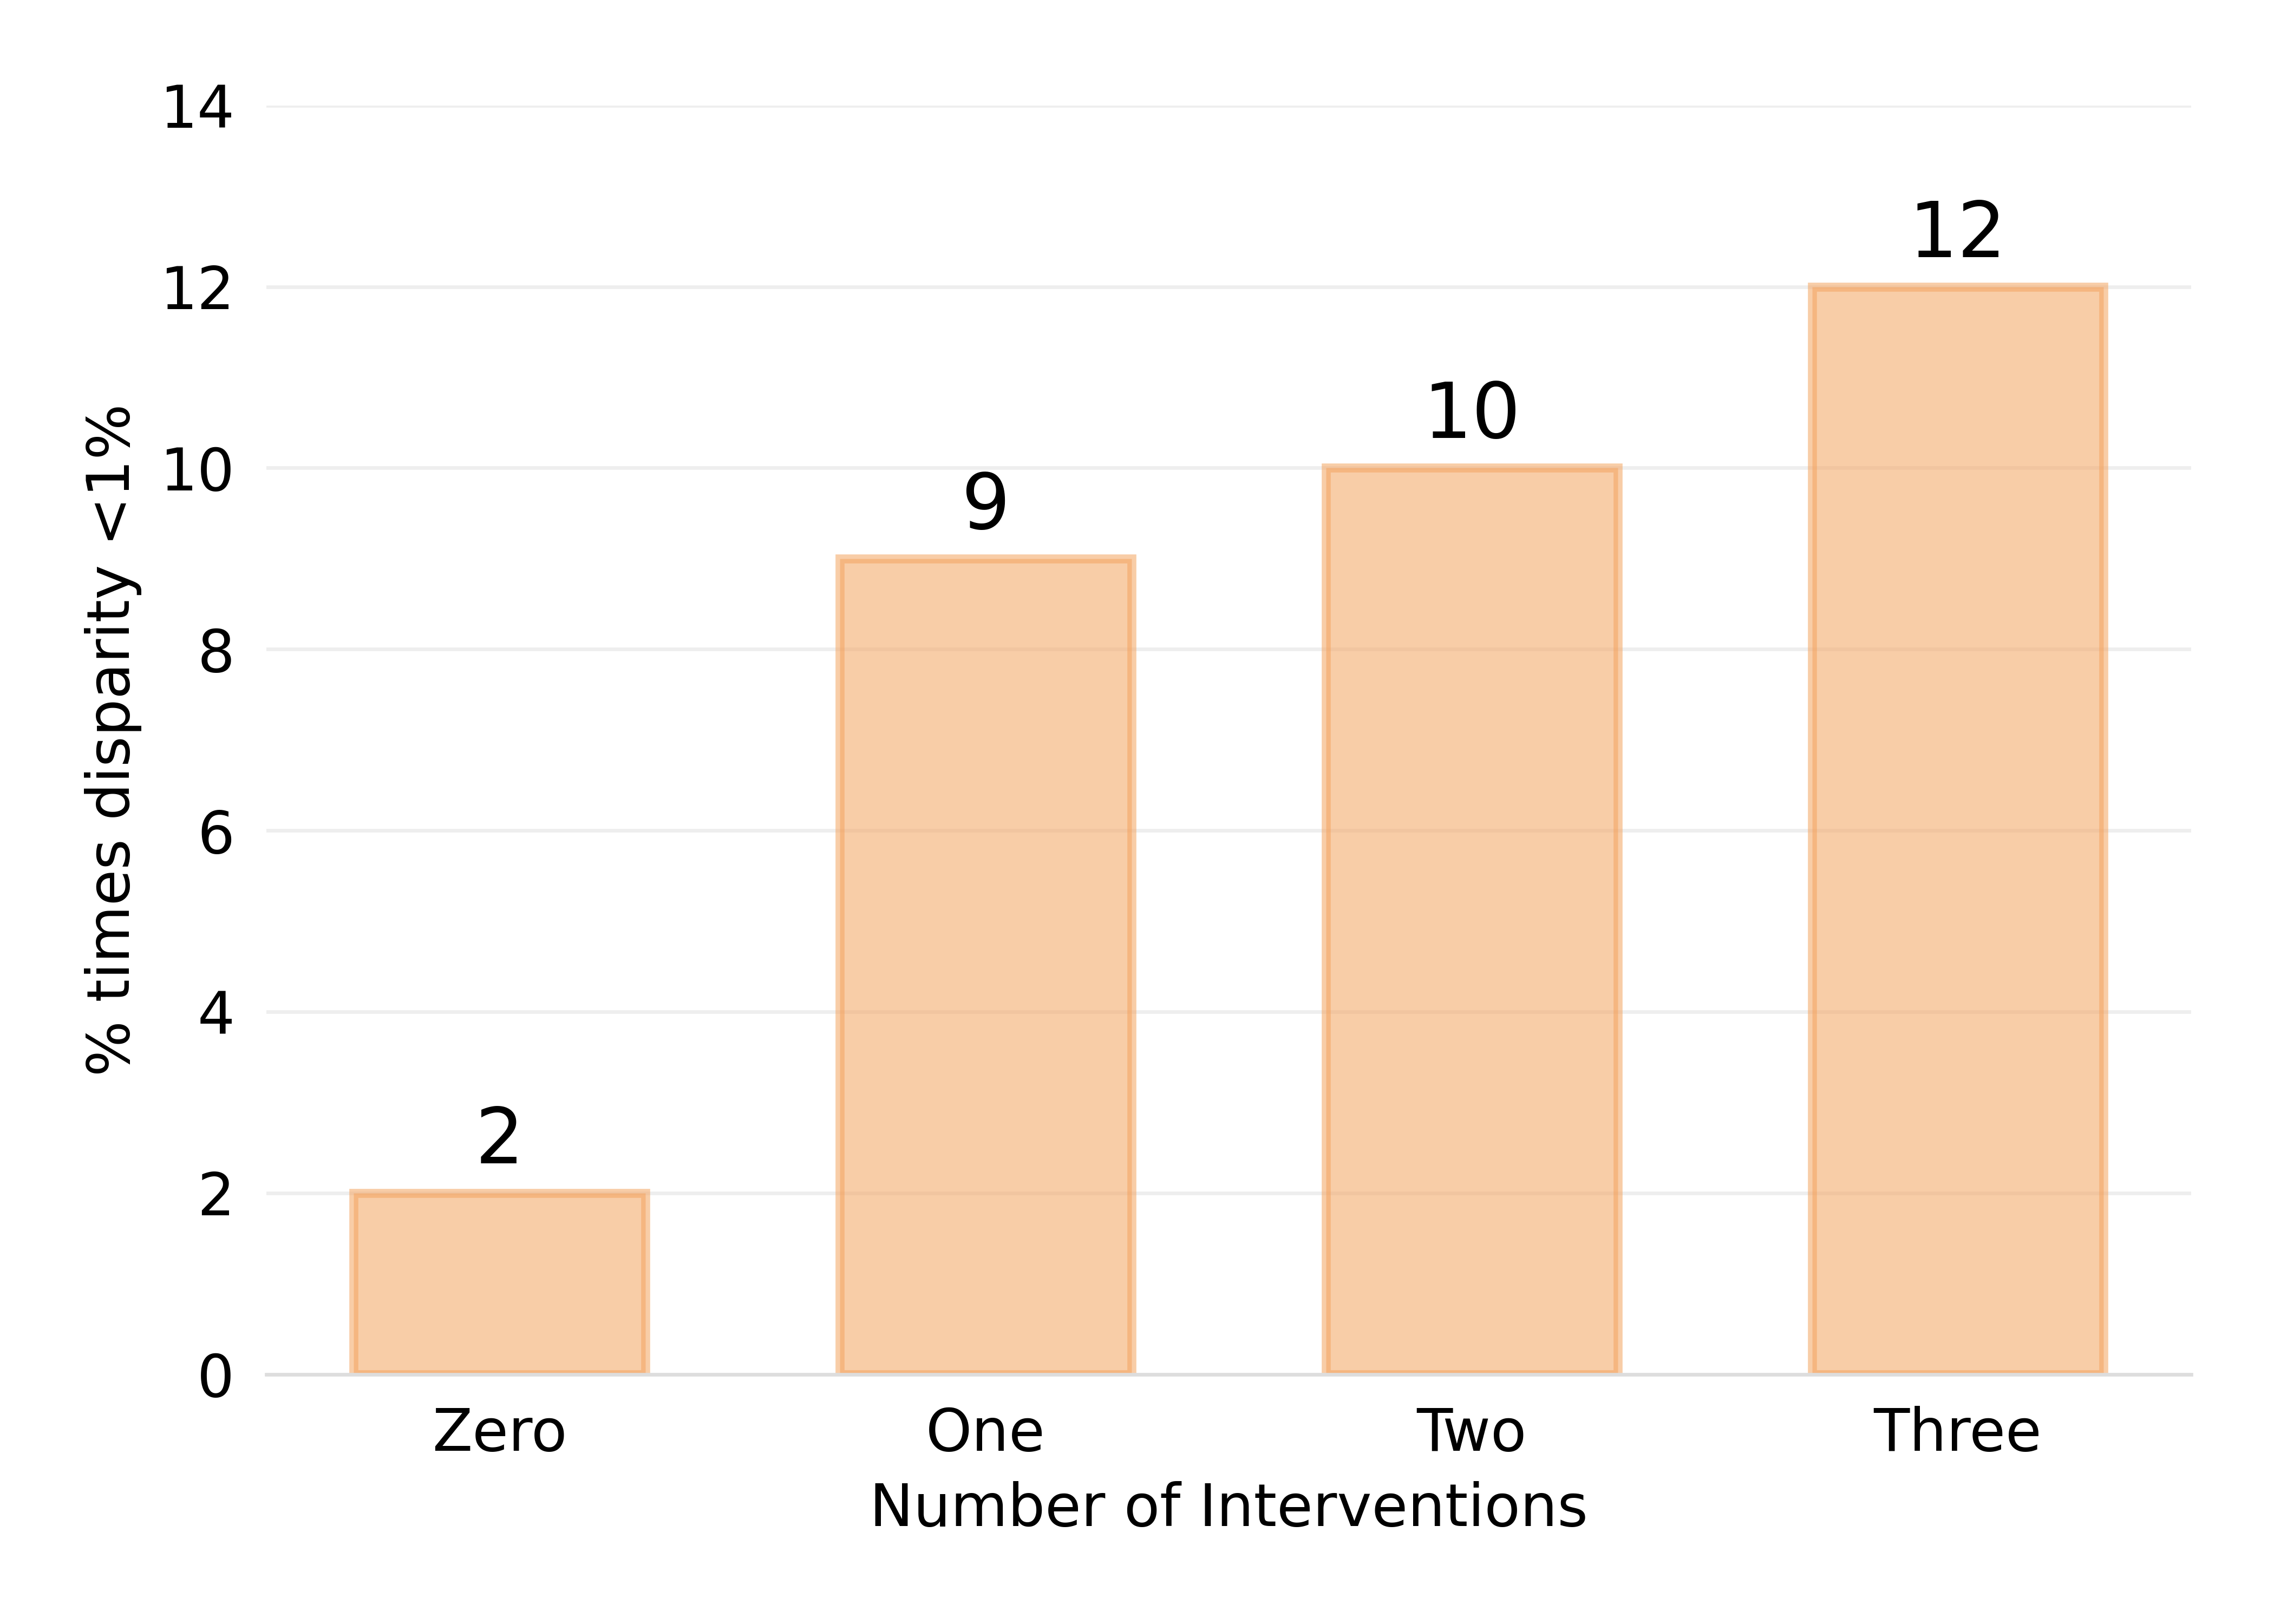 14
12
10
8
6
4
2
0
% times disparity <1%
2
9
10
12
Zero
One
Two
Three
Number of Interventions